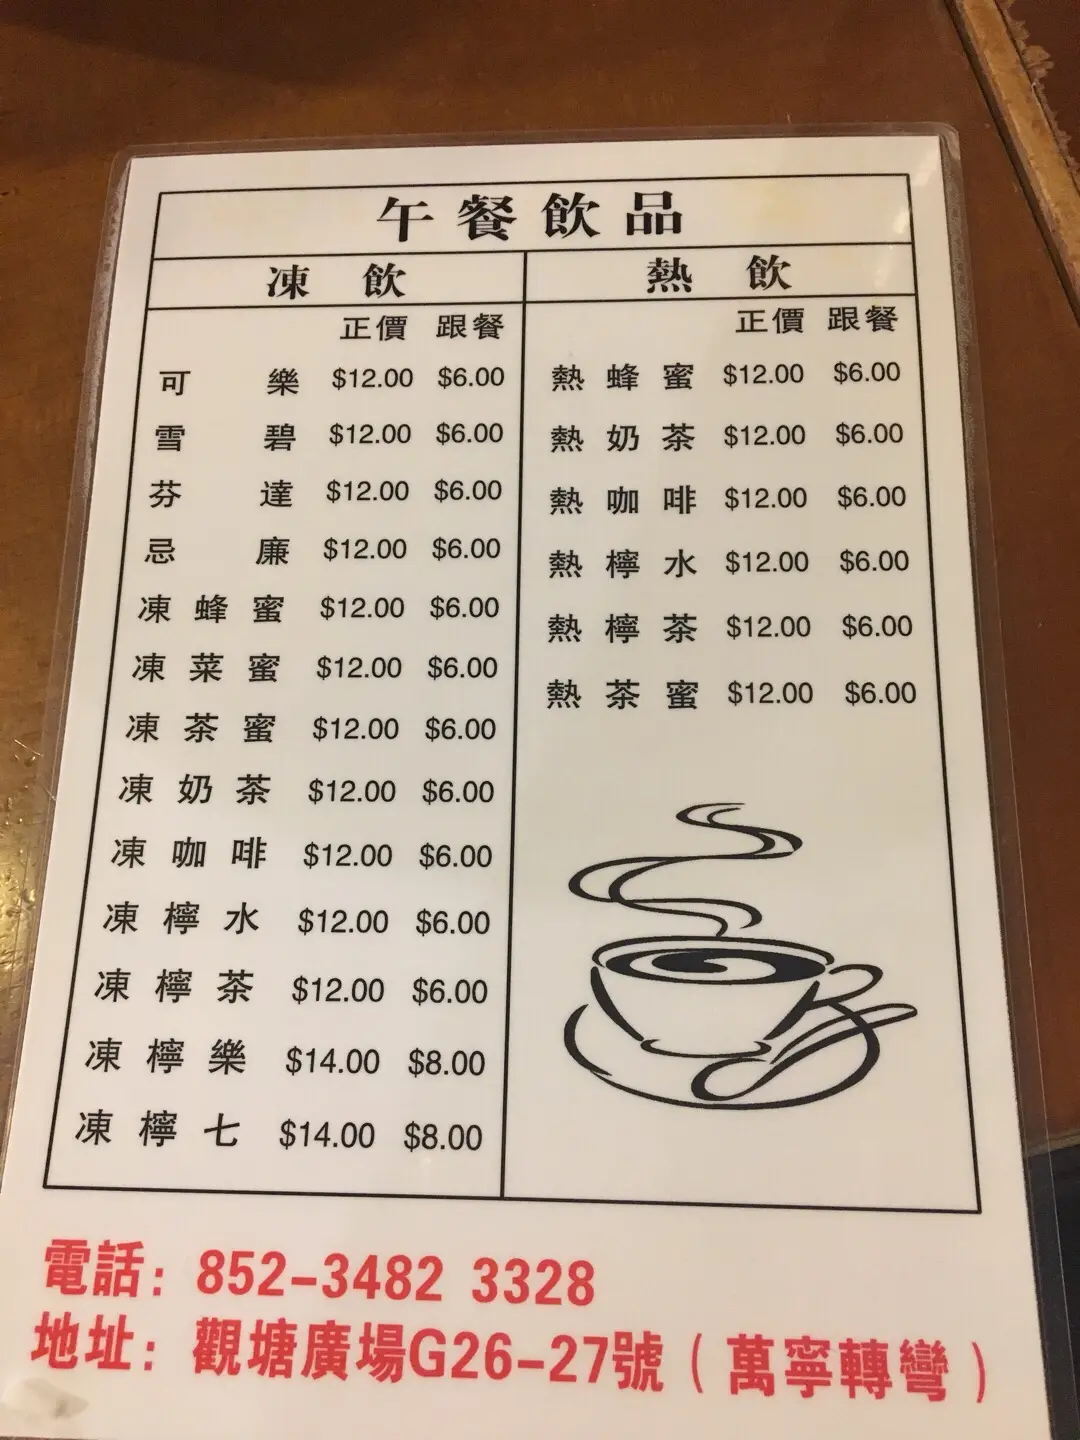 午餐飲品
凍飲
正價 跟餐
可樂 $12.00 $6.00
雪碧 $12.00 $6.00
芬達 $12.00 $6.00
忌廉 $12.00 $6.00
凍蜂蜜 $12.00 $6.00
凍菜蜜 $12.00 $6.00
凍茶蜜 $12.00 $6.00
凍奶茶 $12.00 $6.00
凍咖啡 $12.00 $6.00
凍檸水 $12.00 $6.00
凍檸茶 $12.00 $6.00
凍檸樂 $14.00 $8.00
凍檸七 $14.00 $8.00
熱飲
正價 跟餐
熱蜂蜜 $12.00 $6.00
熱奶茶 $12.00 $6.00
熱咖啡 $12.00 $6.00
熱檸水 $12.00 $6.00
熱檸茶 $12.00 $6.00
熱茶蜜 $12.00 $6.00
電話: 852-3482 3328
地址: 觀塘廣場G26-27號（萬寧轉彎）